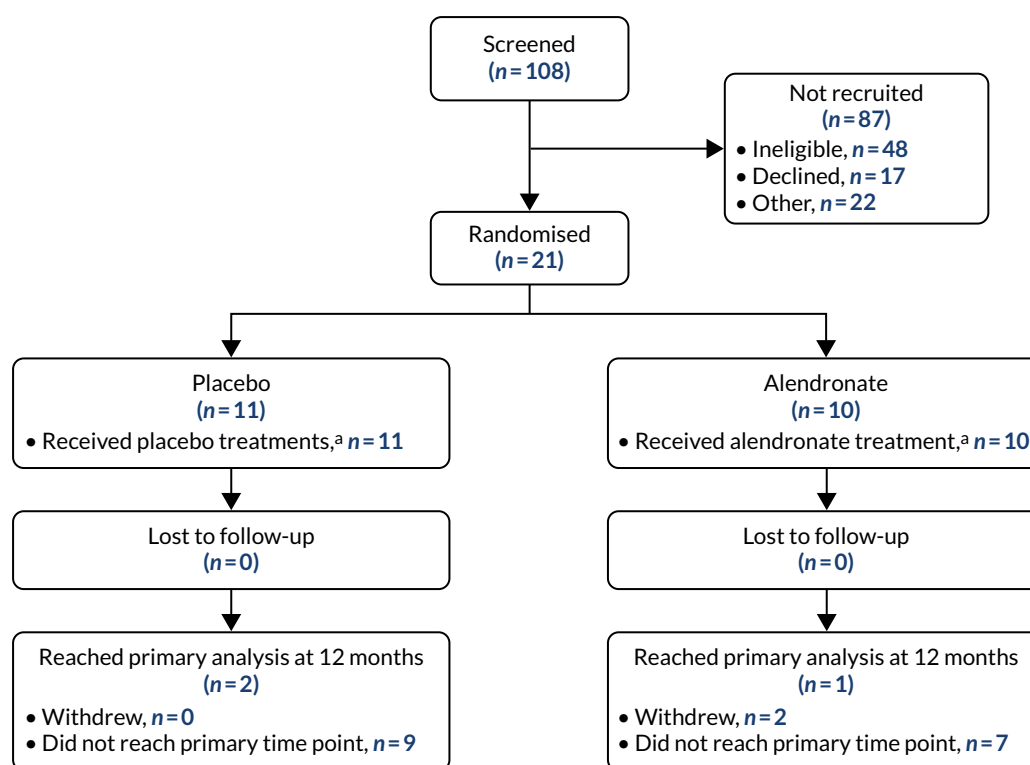 Screened
(n=108)
Not recruited
(n=87)
• Ineligible, n=48
• Declined, n=17
• Other, n=22
Randomised
(n=21)
Placebo
(n=11)
• Received placebo treatments,ᵃ n=11
Alendronate
(n=10)
• Received alendronate treatment,ᵃ n=10
Lost to follow-up
(n=0)
Lost to follow-up
(n=0)
Reached primary analysis at 12 months
(n=2)
• Withdrew, n=0
• Did not reach primary time point, n=9
Reached primary analysis at 12 months
(n=1)
• Withdrew, n=2
• Did not reach primary time point, n=7